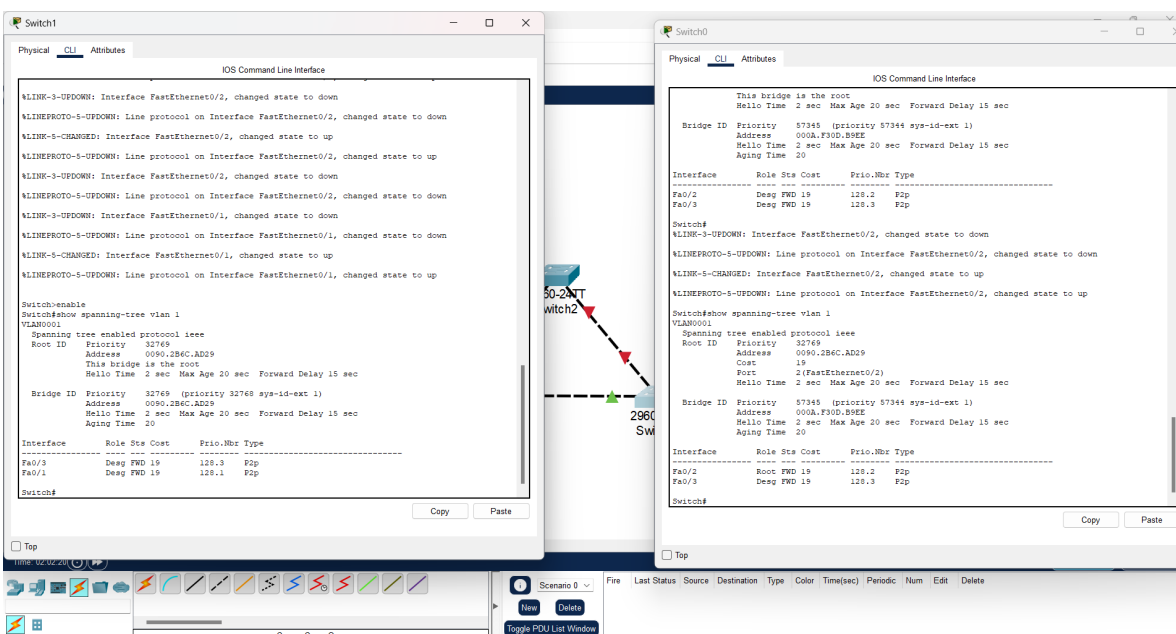 Switch1
Physical CLI Attributes
IOS Command Line Interface
%LINK-3-UPDOWN: Interface FastEthernet0/2, changed state to down
%LINEPROTO-5-UPDOWN: Line protocol on Interface FastEthernet0/2, changed state to down
%LINK-5-CHANGED: Interface FastEthernet0/2, changed state to up
%LINEPROTO-5-UPDOWN: Line protocol on Interface FastEthernet0/2, changed state to up
%LINK-3-UPDOWN: Interface FastEthernet0/2, changed state to down
%LINEPROTO-5-UPDOWN: Line protocol on Interface FastEthernet0/2, changed state to down
%LINK-3-UPDOWN: Interface FastEthernet0/1, changed state to down
%LINEPROTO-5-UPDOWN: Line protocol on Interface FastEthernet0/1, changed state to down
%LINK-5-CHANGED: Interface FastEthernet0/1, changed state to up
%LINEPROTO-5-UPDOWN: Line protocol on Interface FastEthernet0/1, changed state to up
Switch>enable
Switch#show spanning-tree vlan 1
VLAN0001
Spanning tree enabled protocol ieee
Root ID Priority 32769
Address 0090.2B6C.AD29
This bridge is the root
Hello Time 2 sec Max Age 20 sec Forward Delay 15 sec
Bridge ID Priority 32769 (priority 32768 sys-id-ext 1)
Address 0090.2B6C.AD29
Hello Time 2 sec Max Age 20 sec Forward Delay 15 sec
Aging Time 20
Interface Role Sts Cost Prio.Nbr Type
---------------- ---- --- --------- -------- --------------------------------
Fa0/3 Desg FWD 19 128.3 P2p
Fa0/1 Desg FWD 19 128.1 P2p
Switch#
Copy Paste
Top
Switch0
Physical CLI Attributes
IOS Command Line Interface
This bridge is the root
Hello Time 2 sec Max Age 20 sec Forward Delay 15 sec
Bridge ID Priority 57345 (priority 57344 sys-id-ext 1)
Address 000A.F30D.B9EE
Hello Time 2 sec Max Age 20 sec Forward Delay 15 sec
Aging Time 20
Interface Role Sts Cost Prio.Nbr Type
---------------- ---- --- --------- -------- --------------------------------
Fa0/2 Desg FWD 19 128.2 P2p
Fa0/3 Desg FWD 19 128.3 P2p
Switch#
%LINK-3-UPDOWN: Interface FastEthernet0/2, changed state to down
%LINEPROTO-5-UPDOWN: Line protocol on Interface FastEthernet0/2, changed state to down
%LINK-5-CHANGED: Interface FastEthernet0/2, changed state to up
%LINEPROTO-5-UPDOWN: Line protocol on Interface FastEthernet0/2, changed state to up
Switch#show spanning-tree vlan 1
VLAN0001
Spanning tree enabled protocol ieee
Root ID Priority 32769
Address 0090.2B6C.AD29
Cost 19
Port 2(FastEthernet0/2)
Hello Time 2 sec Max Age 20 sec Forward Delay 15 sec
Bridge ID Priority 57345 (priority 57344 sys-id-ext 1)
Address 000A.F30D.B9EE
Hello Time 2 sec Max Age 20 sec Forward Delay 15 sec
Aging Time 20
Interface Role Sts Cost Prio.Nbr Type
---------------- ---- --- --------- -------- --------------------------------
Fa0/2 Root FWD 19 128.2 P2p
Fa0/3 Desg FWD 19 128.3 P2p
Switch#
Copy Paste
Top
60-24TT
witch2
2960
Swi
Time: 02:02:20
Scenario 0
New Delete
Toggle PDU List Window
Fire Last Status Source Destination Type Color Time(sec) Periodic Num Edit Delete